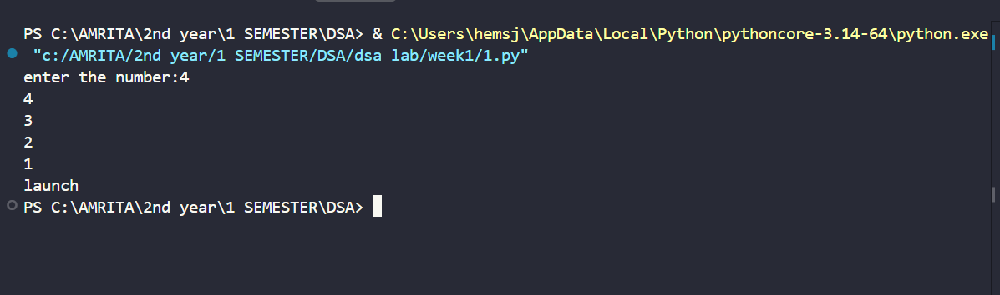 PS C:\AMRITA\2nd year\1 SEMESTER\DSA> & C:\Users\hemsj\AppData\Local\Python\pythoncore-3.14-64\python.exe
"c:/AMRITA/2nd year/1 SEMESTER/DSA/dsa lab/week1/1.py"
enter the number:4
4
3
2
1
launch
PS C:\AMRITA\2nd year\1 SEMESTER\DSA>